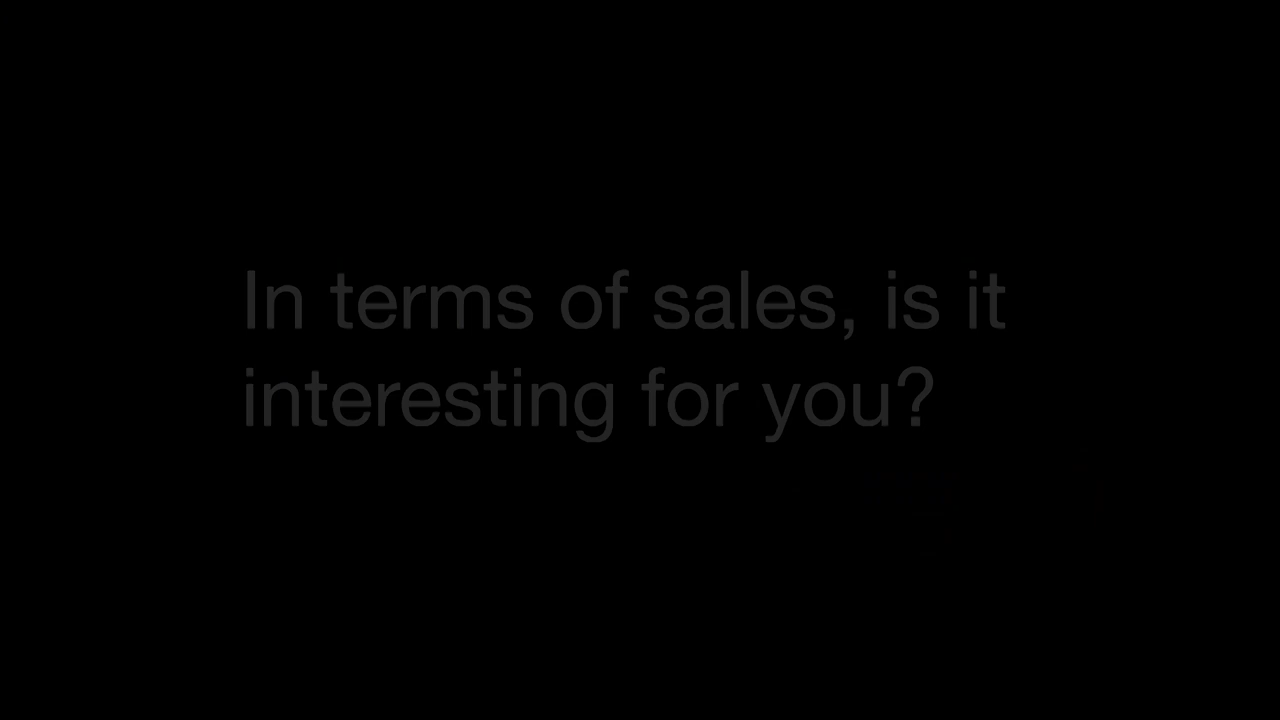 In terms of sales, is it
interesting for you?